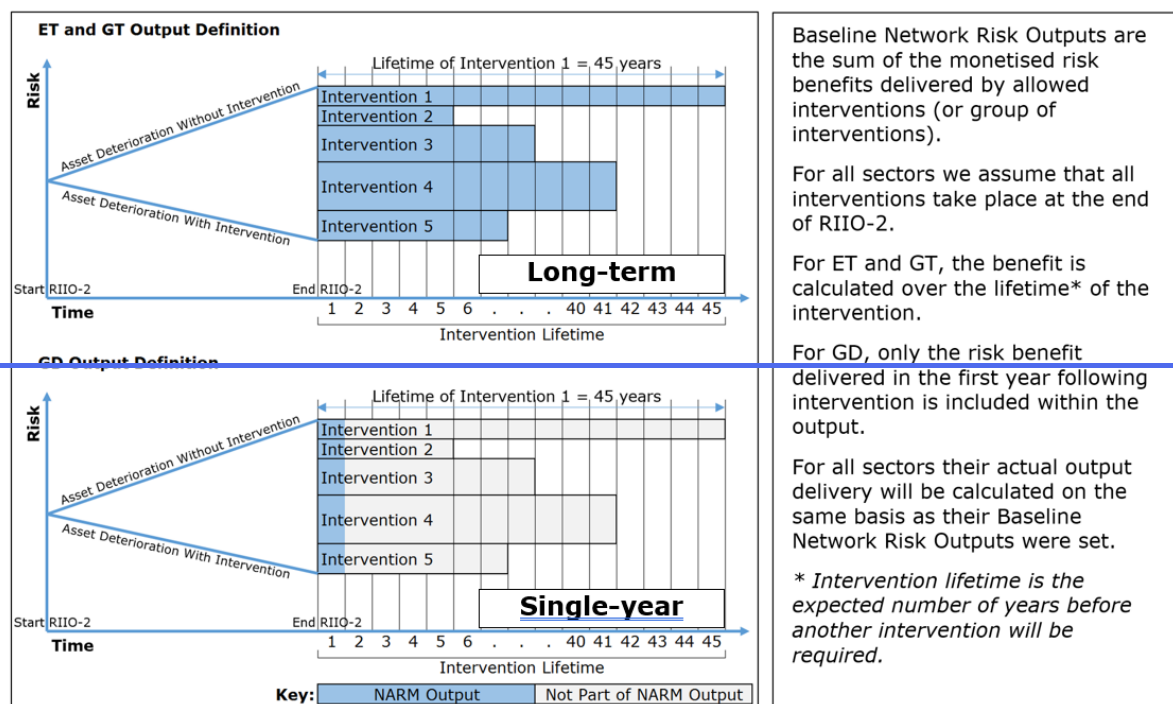 ET and GT Output Definition
Risk
Asset Deterioration Without Intervention
Asset Deterioration With Intervention
Lifetime of Intervention 1 = 45 years
Intervention 1
Intervention 2
Intervention 3
Intervention 4
Intervention 5
Long-term
Start RIIO-2
End RIIO-2
Time
1 2 3 4 5 6 . . . 40 41 42 43 44 45
Intervention Lifetime
GD Output Definition
Risk
Asset Deterioration Without Intervention
Asset Deterioration With Intervention
Lifetime of Intervention 1 = 45 years
Intervention 1
Intervention 2
Intervention 3
Intervention 4
Intervention 5
Single-year
Start RIIO-2
End RIIO-2
Time
1 2 3 4 5 6 . . . 40 41 42 43 44 45
Intervention Lifetime
Key: NARM Output Not Part of NARM Output
Baseline Network Risk Outputs are
the sum of the monetised risk
benefits delivered by allowed
interventions (or group of
interventions).
For all sectors we assume that all
interventions take place at the end
of RIIO-2.
For ET and GT, the benefit is
calculated over the lifetime* of the
intervention.
For GD, only the risk benefit
delivered in the first year following
intervention is included within the
output.
For all sectors their actual output
delivery will be calculated on the
same basis as their Baseline
Network Risk Outputs were set.
* Intervention lifetime is the
expected number of years before
another intervention will be
required.